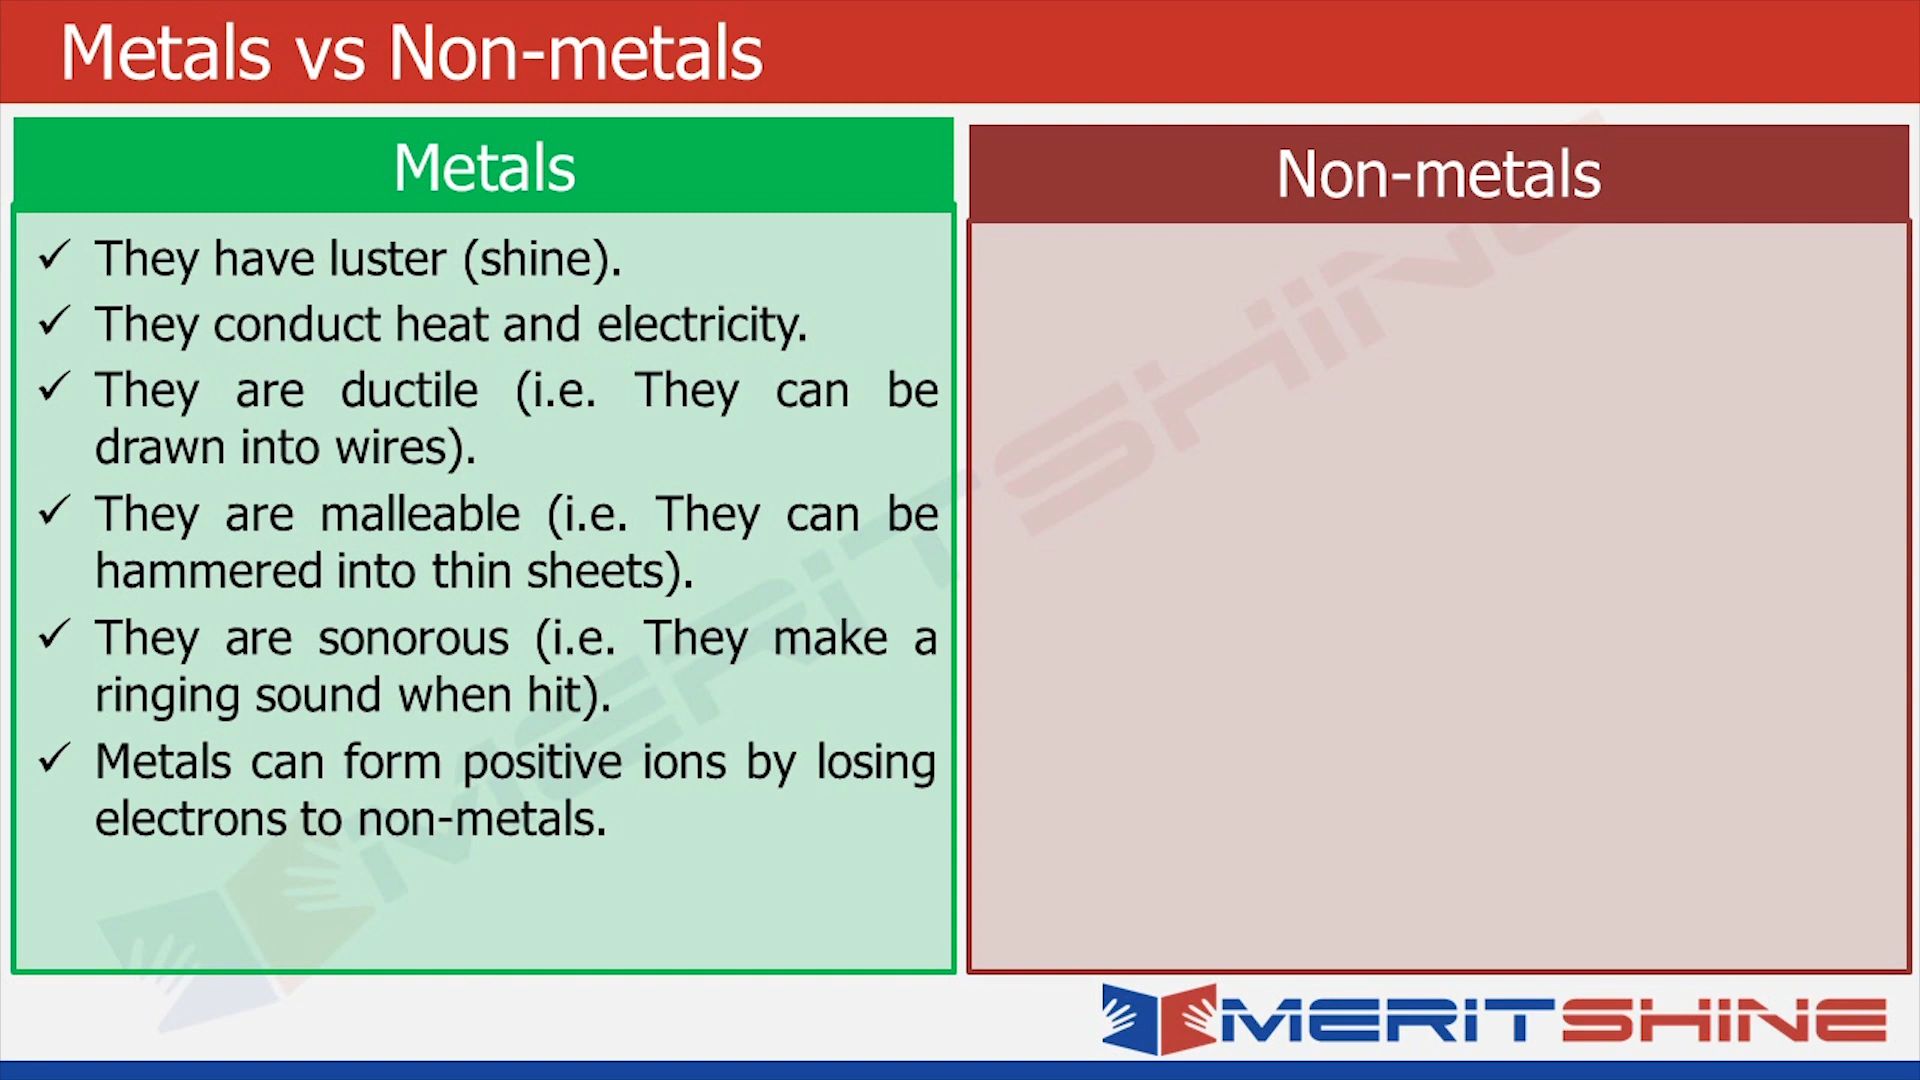 Metals vs Non-metals
Metals
✓ They have luster (shine).
✓ They conduct heat and electricity.
✓ They are ductile (i.e. They can be
drawn into wires).
✓ They are malleable (i.e. They can be
hammered into thin sheets).
✓ They are sonorous (i.e. They make a
ringing sound when hit).
✓ Metals can form positive ions by losing
electrons to non-metals.
Non-metals
MERITSHINE
MERITSHINE